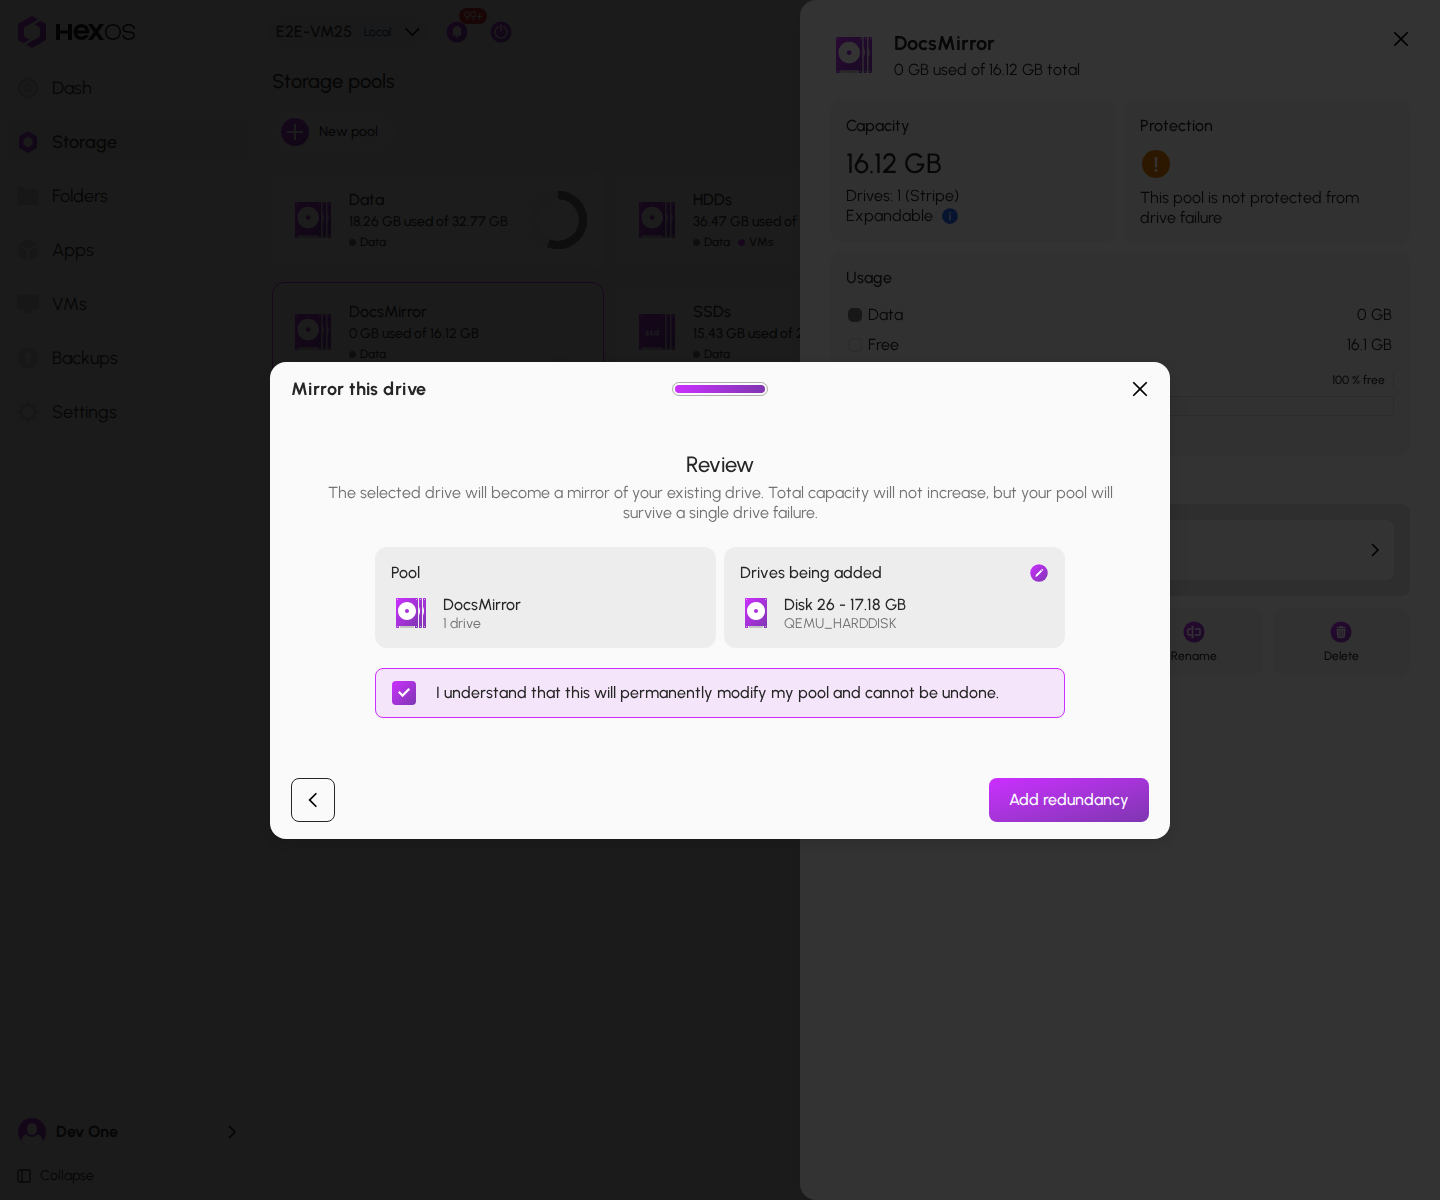 HEXOS
E2E-VM25 Local
99+
Dash
Storage
Folders
Apps
VMs
Backups
Settings
Storage pools
New pool
Data
18.26 GB used of 32.77 GB
Data
HDDs
36.47 GB used of
Data VMs
DocsMirror
0 GB used of 16.12 GB
Data
SSDs
ssd
15.43 GB used of 2
Data
DocsMirror
0 GB used of 16.12 GB total
Capacity
16.12 GB
Drives: 1 (Stripe)
Expandable
Protection
This pool is not protected from
drive failure
Usage
Data 0 GB
Free 16.1 GB
100 % free
Rename
Delete
Mirror this drive
Review
The selected drive will become a mirror of your existing drive. Total capacity will not increase, but your pool will
survive a single drive failure.
Pool
DocsMirror
1 drive
Drives being added
Disk 26 - 17.18 GB
QEMU_HARDDISK
I understand that this will permanently modify my pool and cannot be undone.
Add redundancy
Dev One
Collapse